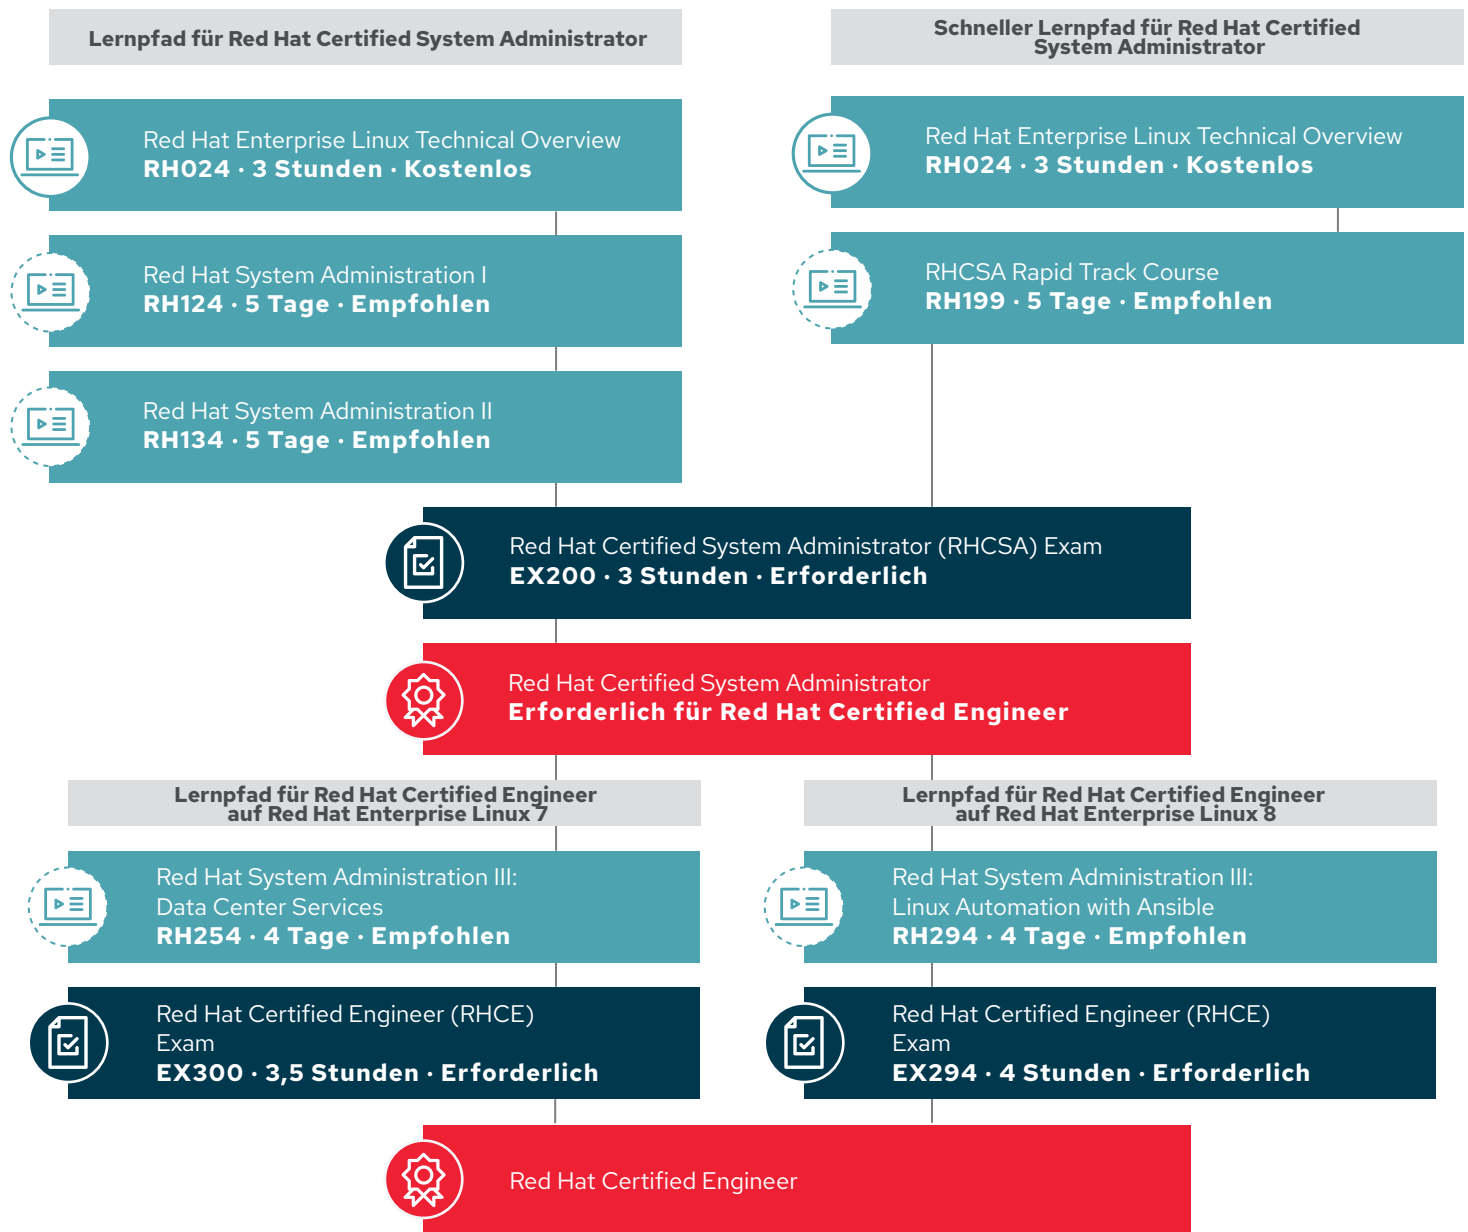 Lernpfad für Red Hat Certified System Administrator
Red Hat Enterprise Linux Technical Overview
RH024 · 3 Stunden · Kostenlos
Red Hat System Administration I
RH124 · 5 Tage · Empfohlen
Red Hat System Administration II
RH134 · 5 Tage · Empfohlen
Schneller Lernpfad für Red Hat Certified
System Administrator
Red Hat Enterprise Linux Technical Overview
RH024 · 3 Stunden · Kostenlos
RHCSA Rapid Track Course
RH199 · 5 Tage · Empfohlen
Red Hat Certified System Administrator (RHCSA) Exam
EX200 · 3 Stunden · Erforderlich
Red Hat Certified System Administrator
Erforderlich für Red Hat Certified Engineer
Lernpfad für Red Hat Certified Engineer
auf Red Hat Enterprise Linux 7
Red Hat System Administration III:
Data Center Services
RH254 · 4 Tage · Empfohlen
Red Hat Certified Engineer (RHCE)
Exam
EX300 · 3,5 Stunden · Erforderlich
Lernpfad für Red Hat Certified Engineer
auf Red Hat Enterprise Linux 8
Red Hat System Administration III:
Linux Automation with Ansible
RH294 · 4 Tage · Empfohlen
Red Hat Certified Engineer (RHCE)
Exam
EX294 · 4 Stunden · Erforderlich
Red Hat Certified Engineer